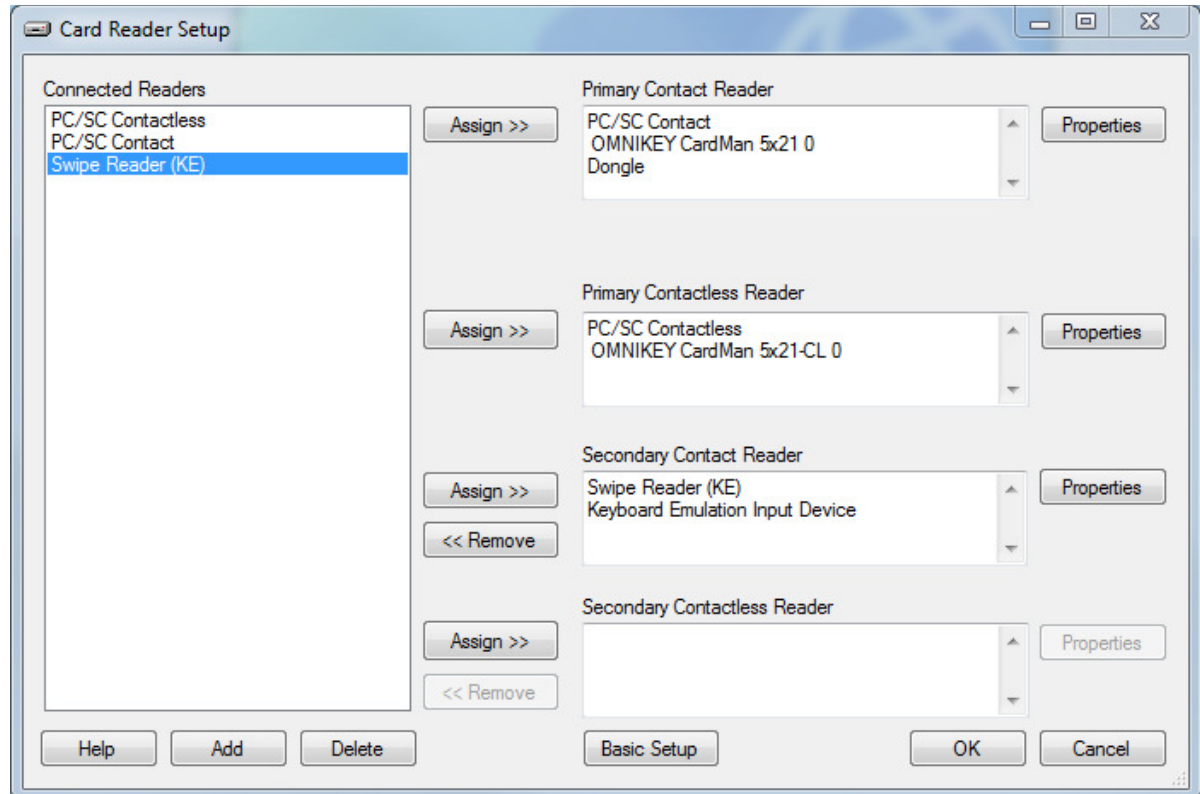 Card Reader Setup
Connected Readers
PC/SC Contactless
PC/SC Contact
Swipe Reader (KE)
Assign >>
Primary Contact Reader
PC/SC Contact
OMNIKEY CardMan 5x21 0
Dongle
Properties
Assign >>
Primary Contactless Reader
PC/SC Contactless
OMNIKEY CardMan 5x21-CL 0
Properties
Assign >>
<< Remove
Secondary Contact Reader
Swipe Reader (KE)
Keyboard Emulation Input Device
Properties
Assign >>
<< Remove
Secondary Contactless Reader
Properties
Help
Add
Delete
Basic Setup
OK
Cancel